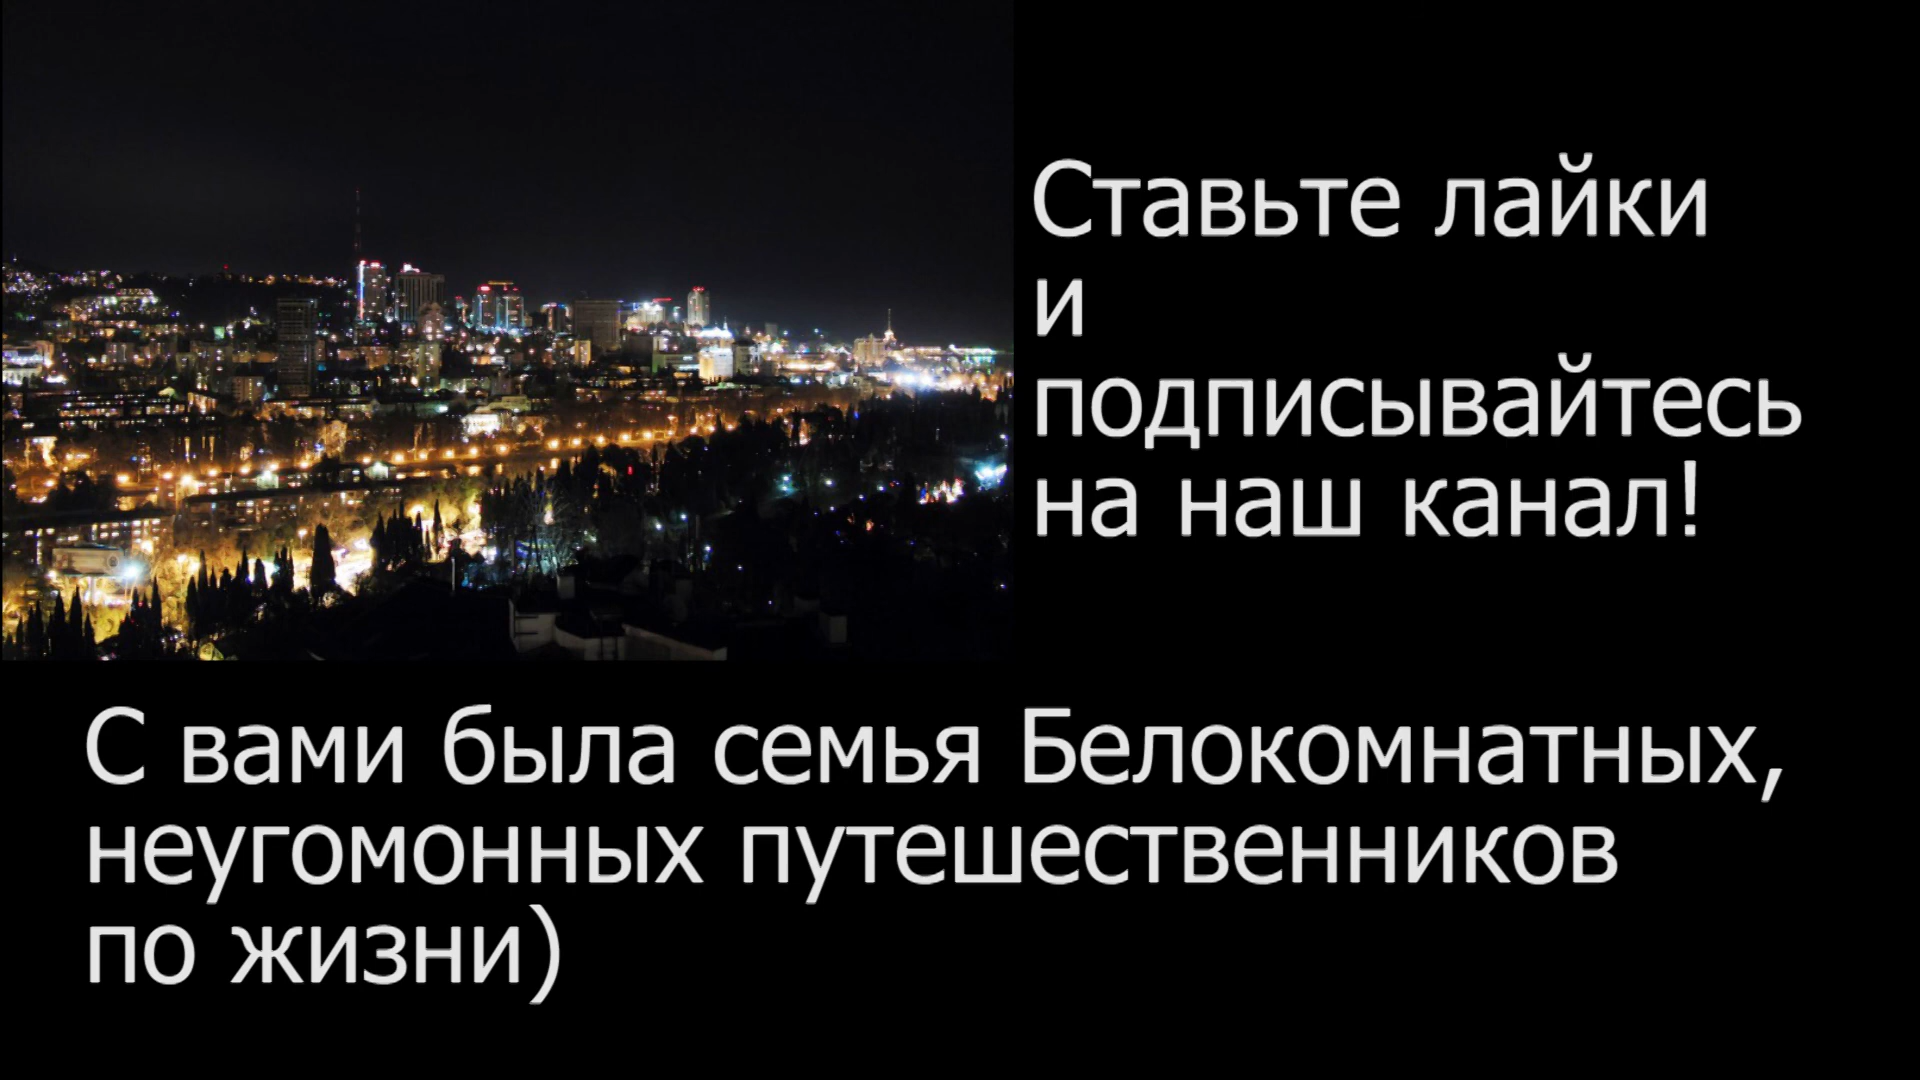 Ставьте лайки
и
подписывайтесь
на наш канал!
С вами была семья Белокомнатных,
неугомонных путешественников
по жизни)